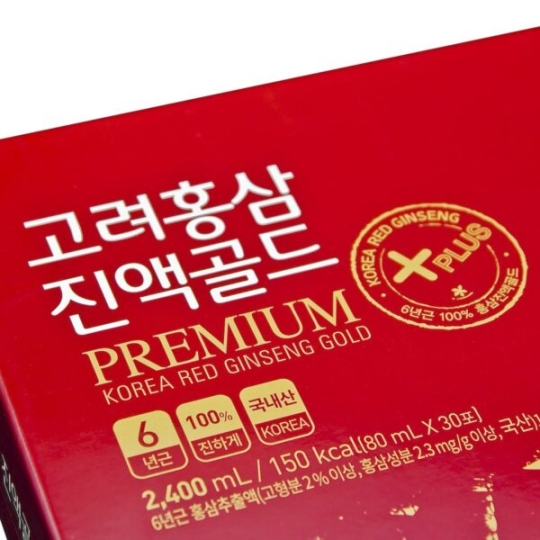 고려홍삼
진액골드
PREMIUM
KOREA RED GINSENG GOLD
KOREA RED GINSENG
PLUS
6년근 100% 홍삼진액골드
6
년근
100%
진하게
국내산
KOREA
2,400 mL / 150 kcal(80 mL X 30포)
6년근 홍삼추출액(고형분 2% 이상, 홍삼성분 2.3 mg/g 이상, 국산)